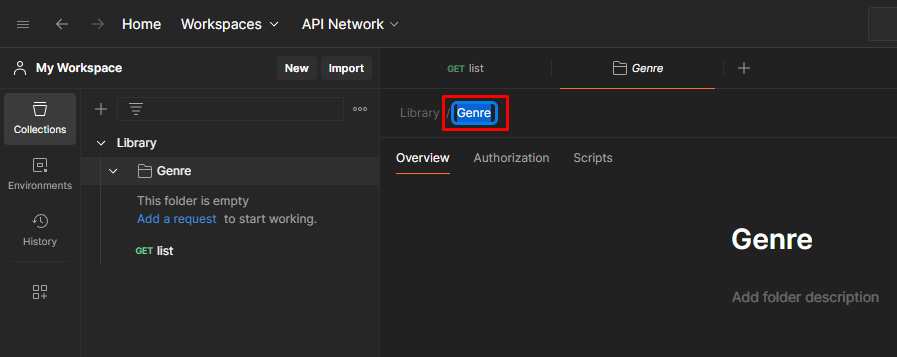 Home Workspaces API Network
My Workspace New Import
GET list
Genre
Collections
Library / Genre
Library
Overview Authorization Scripts
Genre
Environments
This folder is empty
Add a request to start working.
History
GET list
Genre
Add folder description